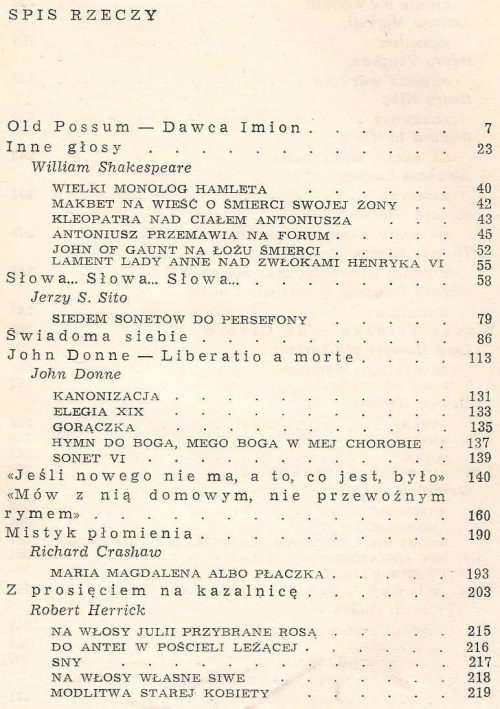 SPIS RZECZY
Old Possum — Dawca Imion . . . . . . 7
Inne głosy . . . . . . . . . . . 23
William Shakespeare
WIELKI MONOLOG HAMLETA . . . . . . 40
MAKBET NA WIEŚĆ O ŚMIERCI SWOJEJ ŻONY . . 42
KLEOPATRA NAD CIAŁEM ANTONIUSZA . . . 43
ANTONIUSZ PRZEMAWIA NA FORUM . . . . 45
JOHN OF GAUNT NA ŁOŻU ŚMIERCI . . . . 52
LAMENT LADY ANNE NAD ZWŁOKAMI HENRYKA VI 55
Słowa... Słowa... Słowa... . . . . . . . . 58
Jerzy S. Sito
SIEDEM SONETÓW DO PERSEFONY . . . . 79
Świadoma siebie . . . . . . . . . 86
John Donne — Liberatio a morte . . . . 113
John Donne
KANONIZACJA . . . . . . . . . 131
ELEGIA XIX . . . . . . . . . 133
GORĄCZKA . . . . . . . . . 135
HYMN DO BOGA, MEGO BOGA W MEJ CHOROBIE . 137
SONET VI . . . . . . . . . . 139
«Jeśli nowego nie ma, a to, co jest, było» 140
«Mów z nią domowym, nie przewoźnym
rymem» . . . . . . . . . . . . 160
Mistyk płomienia . . . . . . . . . 190
Richard Crashaw
MARIA MAGDALENA ALBO PŁACZKA . . . . 193
Z prosięciem na kazalnicę . . . . . . 203
Robert Herrick
NA WŁOSY JULII PRZYBRANE ROSĄ . . . . 215
DO ANTEI W POŚCIELI LEŻĄCEJ . . . . . 216
SNY . . . . . . . . . . . 217
NA WŁOSY WŁASNE SIWE . . . . . . 218
MODLITWA STAREJ KOBIETY . . . . . 219